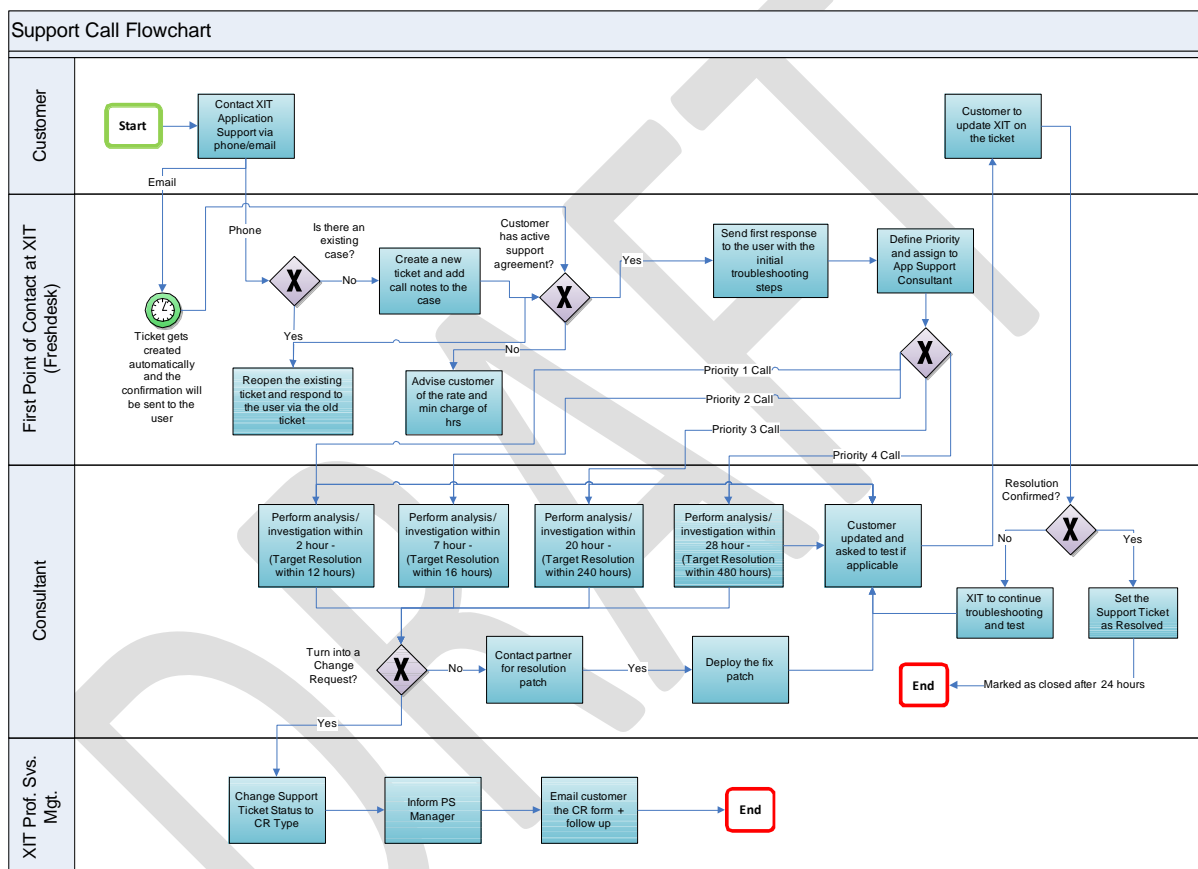 Support Call Flowchart
Customer
Start
Contact XIT
Application
Support via
phone/email
Customer to
update XIT on
the ticket
Email
First Point of Contact at XIT
(Freshdesk)
Phone
Is there an
existing
case?
X
No
Create a new
ticket and add
call notes to the
case
Customer
has active
support
agreement?
X
Yes
Send first response
to the user with the
initial
troubleshooting
steps
Define Priority
and assign to
App Support
Consultant
Ticket gets
created
automatically
and the
confirmation will
be sent to the
user
Yes
Reopen the existing
ticket and respond to
the user via the old
ticket
No
Advise customer
of the rate and
min charge of
hrs
X
Priority 1 Call
Priority 2 Call
Priority 3 Call
Priority 4 Call
Consultant
Perform analysis/
investigation within
2 hour -
(Target Resolution
within 12 hours)
Perform analysis/
investigation within
7 hour -
(Target Resolution
within 16 hours)
Perform analysis/
investigation within
20 hour -
(Target Resolution
within 240 hours)
Perform analysis/
investigation within
28 hour -
(Target Resolution
within 480 hours)
Customer
updated and
asked to test if
applicable
Resolution
Confirmed?
X
No
Yes
XIT to continue
troubleshooting
and test
Set the
Support Ticket
as Resolved
Turn into a
Change
Request?
X
No
Contact partner
for resolution
patch
Yes
Deploy the fix
patch
End
Marked as closed after 24 hours
Yes
XIT Prof. Svs.
Mgt.
Change Support
Ticket Status to
CR Type
Inform PS
Manager
Email customer
the CR form +
follow up
End
DRAFT